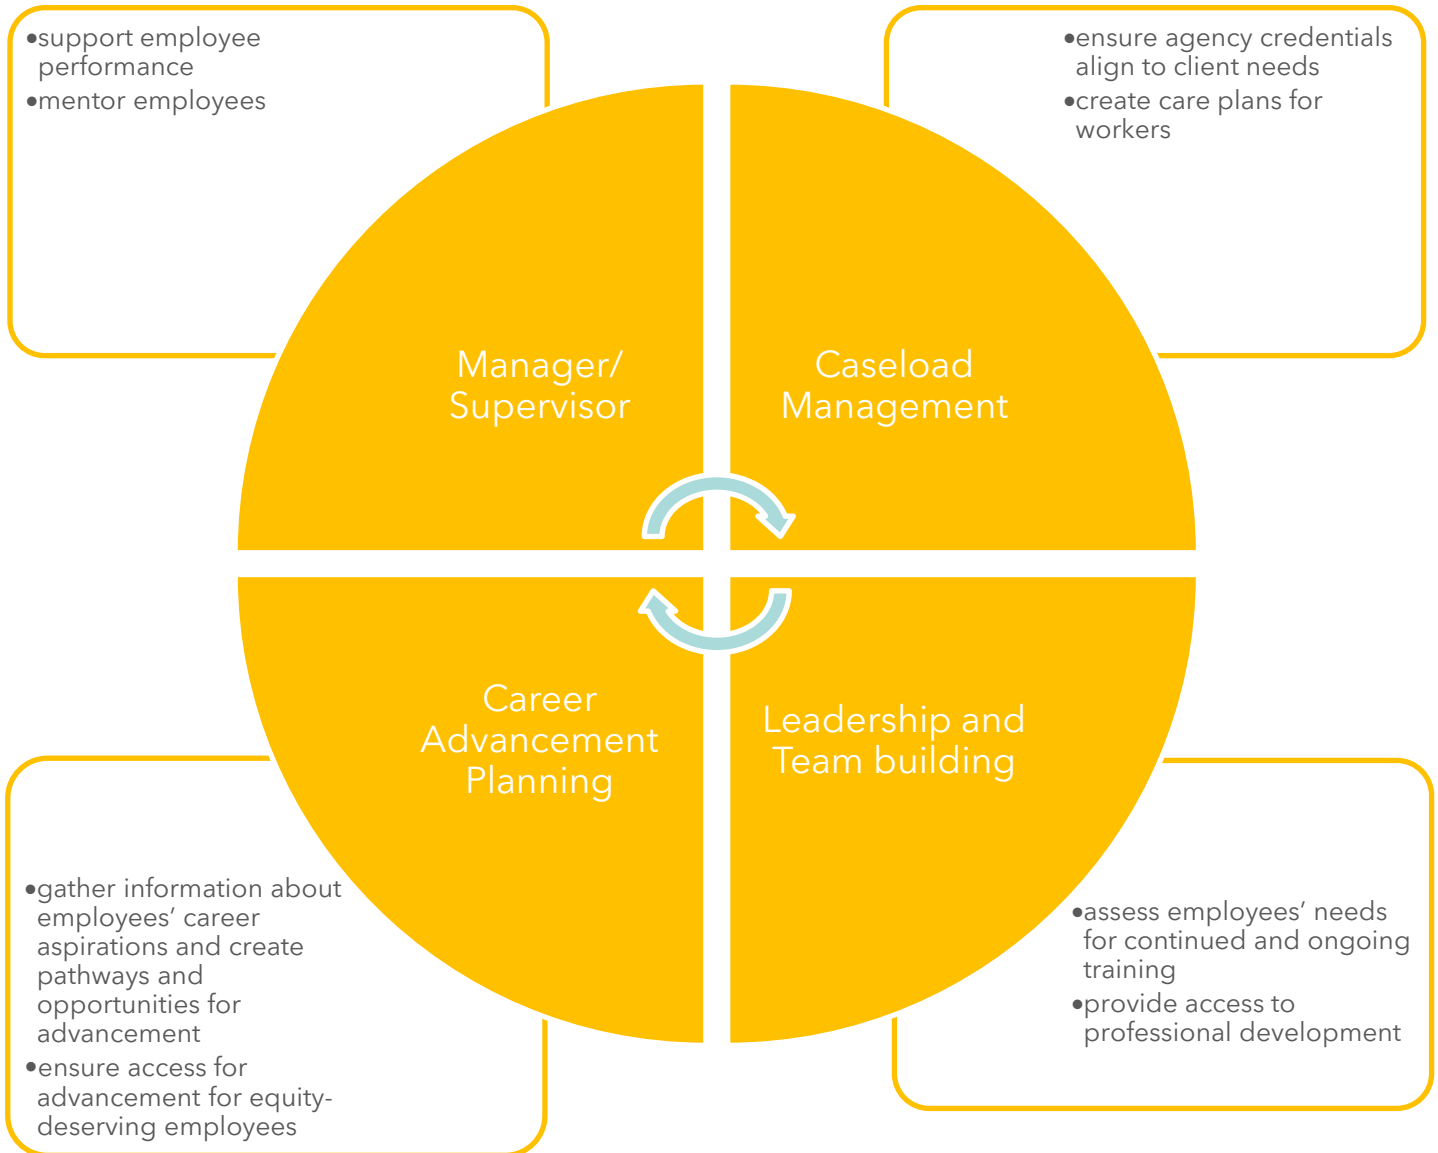 •support employee
performance
•mentor employees
•ensure agency credentials
align to client needs
•create care plans for
workers
Manager/
Supervisor
Caseload
Management
Career
Advancement
Planning
Leadership and
Team building
•gather information about
employees’ career
aspirations and create
pathways and
opportunities for
advancement
•ensure access for
advancement for equity-
deserving employees
•assess employees’ needs
for continued and ongoing
training
•provide access to
professional development